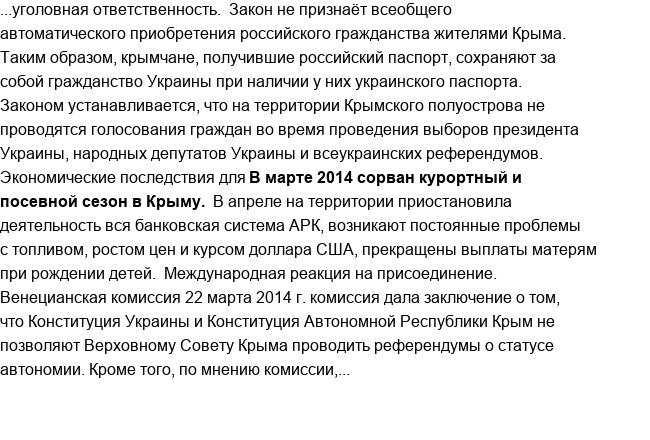 ...уголовная ответственность. Закон не признаёт всеобщего
автоматического приобретения российского гражданства жителями Крыма.
Таким образом, крымчане, получившие российский паспорт, сохраняют за
собой гражданство Украины при наличии у них украинского паспорта.
Законом устанавливается, что на территории Крымского полуострова не
проводятся голосования граждан во время проведения выборов президента
Украины, народных депутатов Украины и всеукраинских референдумов.
Экономические последствия для В марте 2014 сорван курортный и
посевной сезон в Крыму. В апреле на территории приостановила
деятельность вся банковская система АРК, возникают постоянные проблемы
с топливом, ростом цен и курсом доллара США, прекращены выплаты матерям
при рождении детей. Международная реакция на присоединение.
Венецианская комиссия 22 марта 2014 г. комиссия дала заключение о том,
что Конституция Украины и Конституция Автономной Республики Крым не
позволяют Верховному Совету Крыма проводить референдумы о статусе
автономии. Кроме того, по мнению комиссии,...